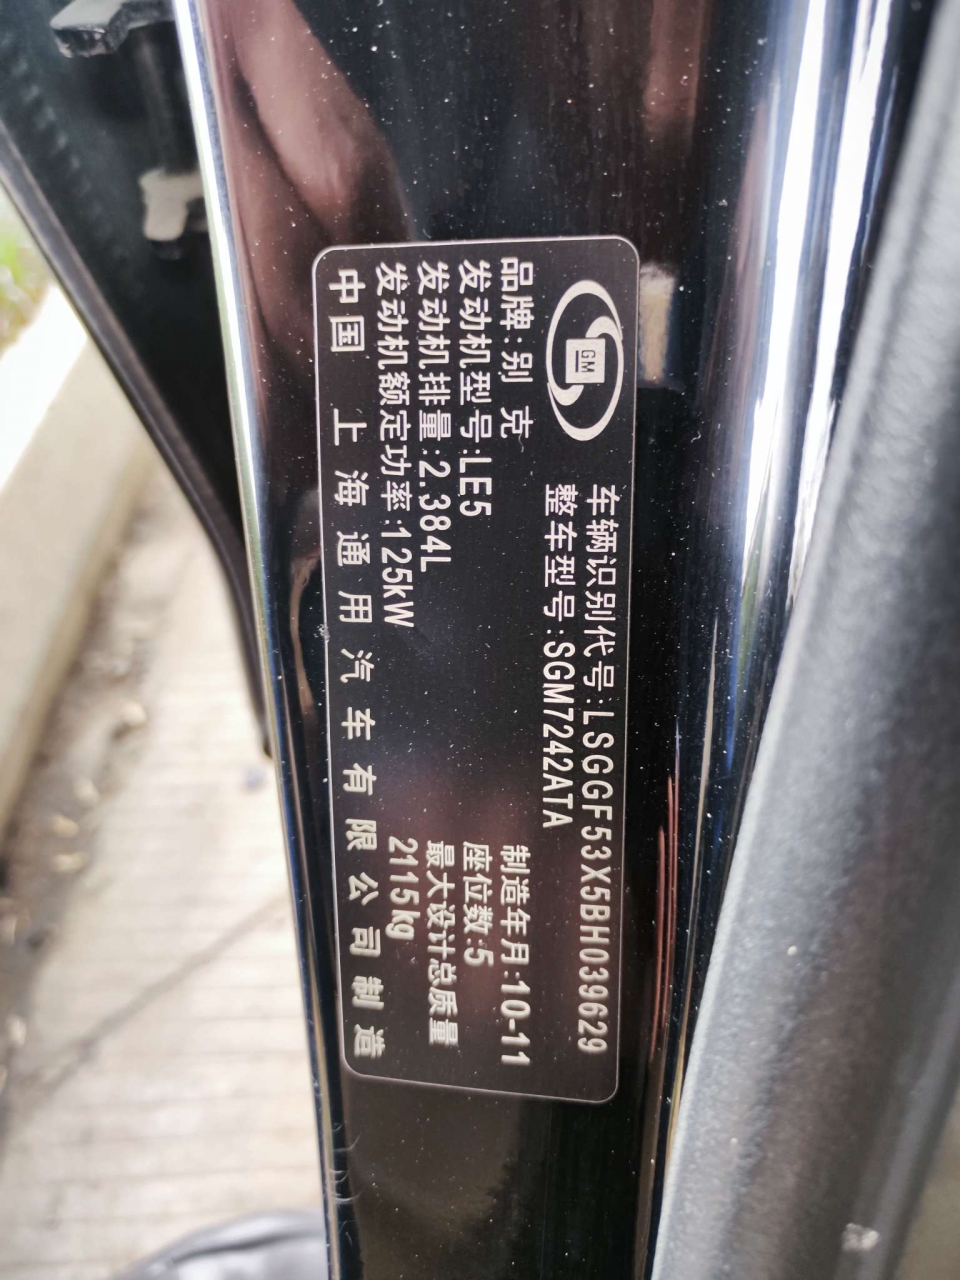 GM
车辆识别代号:LSGGF53X5BH039629
整车型号:SGM7242ATA
品牌:别 克
制造年月:10-11
发动机型号:LE5
座位数:5
发动机排量:2.384L
最大设计总质量
发动机额定功率:125kW
2115kg
中国 上海通用汽车有限公司制造